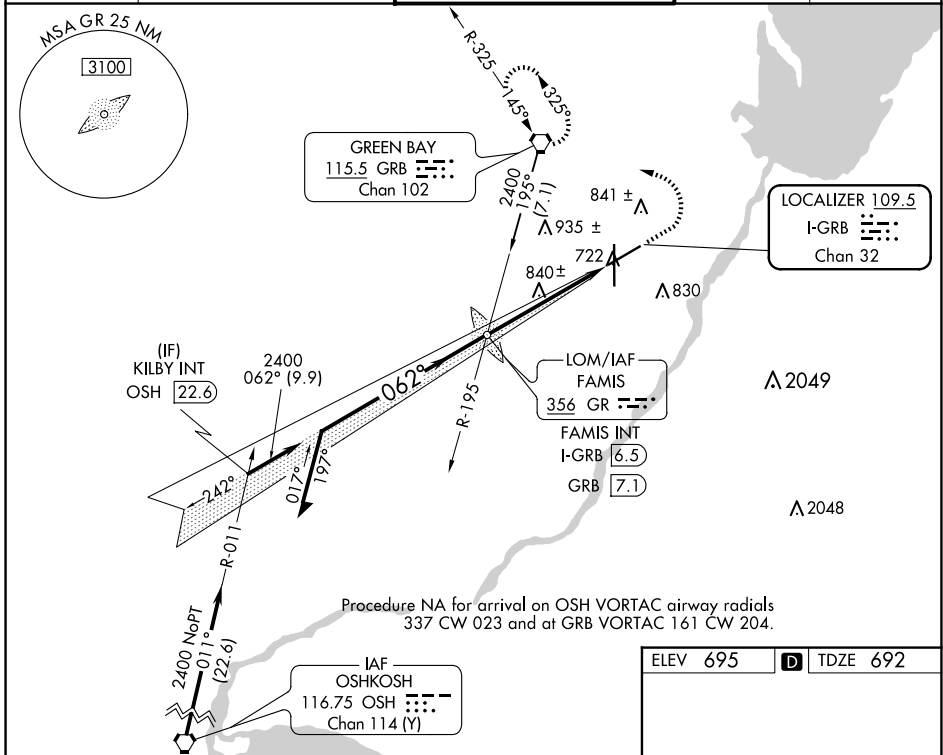 MSA GR 25 NM
3100
R-325
145°
325°
GREEN BAY
115.5 GRB
Chan 102
2400
195°
(7.1)
841 ±
935 ±
722
840 ±
830
LOCALIZER 109.5
I-GRB
Chan 32
(IF)
KILBY INT
OSH 22.6
2400
062° (9.9)
062°
LOM/IAF
FAMIS
356 GR
FAMIS INT
I-GRB 6.5
GRB 7.1
R-195
2049
2048
242°
017°
197°
R-011
2400 NoPT
011°
(22.6)
Procedure NA for arrival on OSH VORTAC airway radials
337 CW 023 and at GRB VORTAC 161 CW 204.
IAF
OSHKOSH
116.75 OSH
Chan 114 (Y)
ELEV 695 D TDZE 692